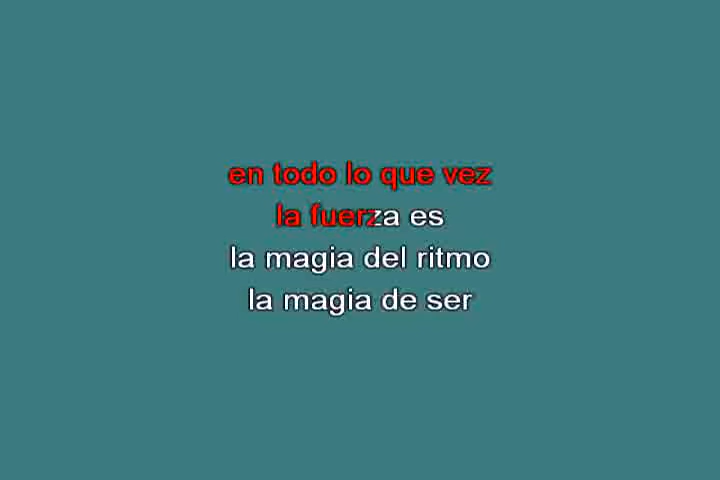 en todo lo que vez
la fuerza es
la magia del ritmo
la magia de ser